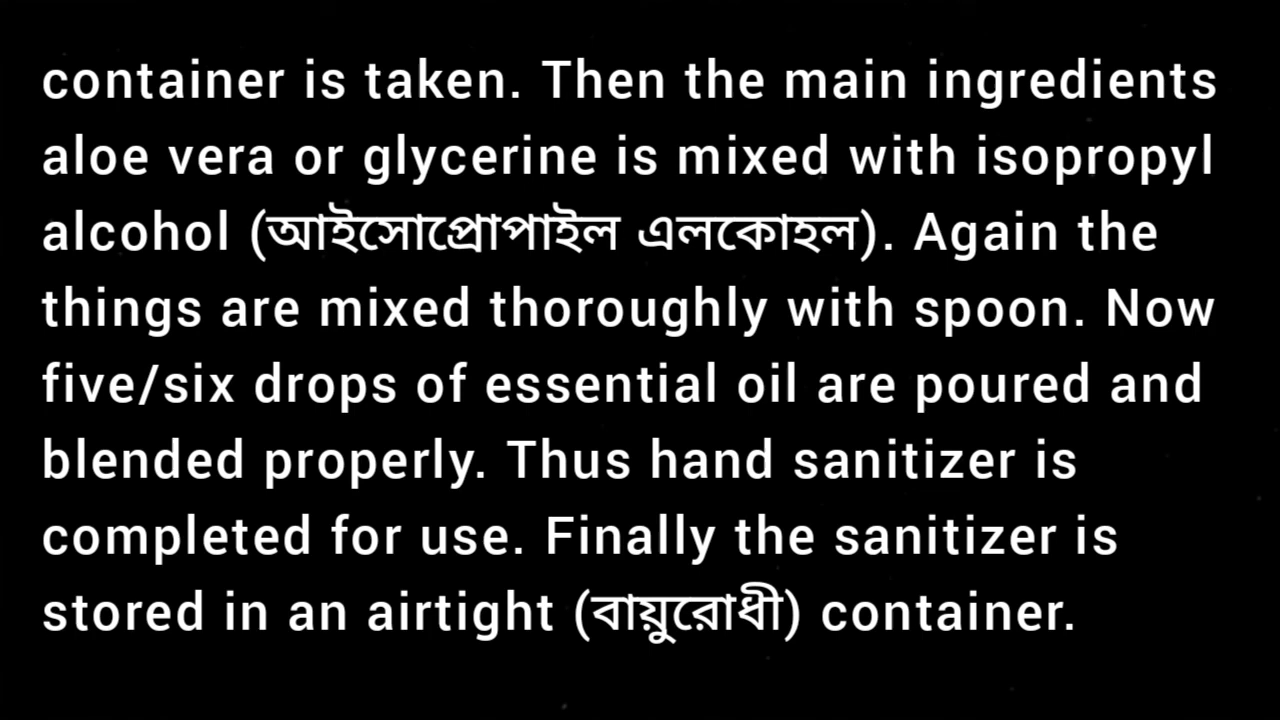 container is taken. Then the main ingredients
aloe vera or glycerine is mixed with isopropyl
alcohol (আইসোপ্রোপাইল এলকোহল). Again the
things are mixed thoroughly with spoon. Now
five/six drops of essential oil are poured and
blended properly. Thus hand sanitizer is
completed for use. Finally the sanitizer is
stored in an airtight (বায়ুরোধী) container.